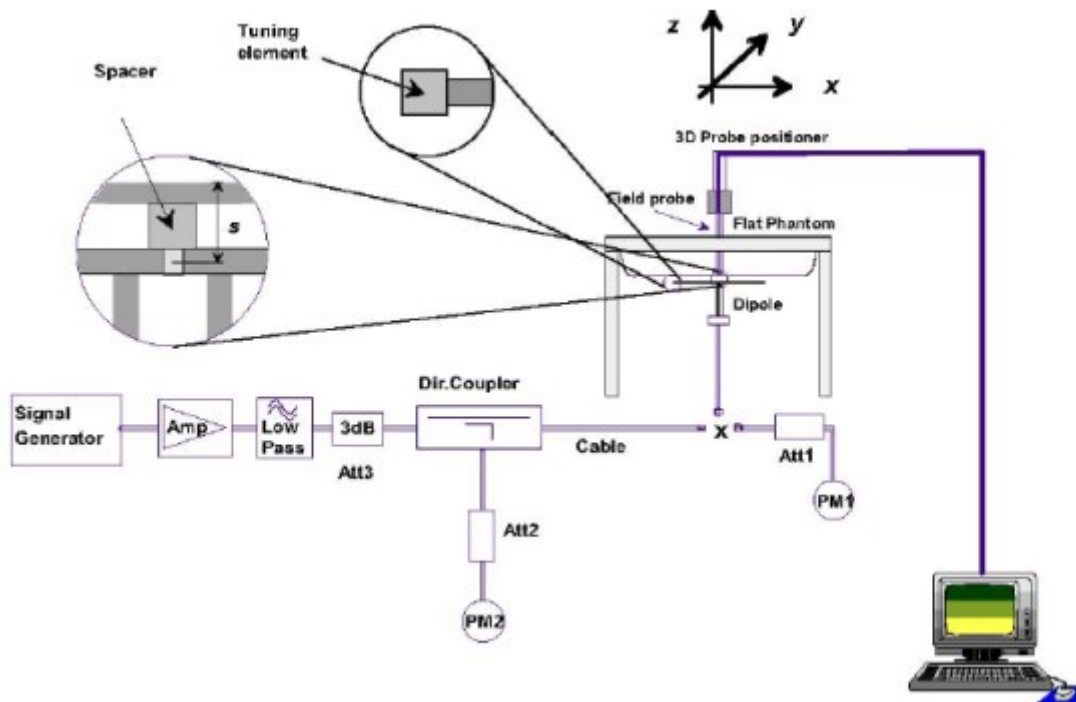 Tuning
element
Spacer
s
z
y
x
3D Probe positioner
Field probe
Flat Phantom
Dipole
Dir.Coupler
Signal
Generator
Amp
Low
Pass
3dB
Att3
Cable
x
Att1
PM1
Att2
PM2